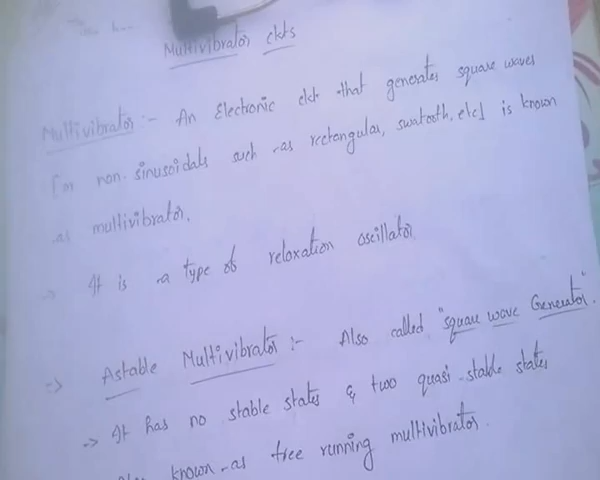 Multivibrator ckts
Multivibrator :- An Electronic ckt that generates square waves
[or non-sinusoidals such as rectangular, swatooth, etc] is known
as multivibrator.
→ It is a type of reloxation oscillator
=> Astable Multivibrator :- Also called "square wave Generator".
→ It has no stable states & two quasi-stable states
known as free running multivibrator.